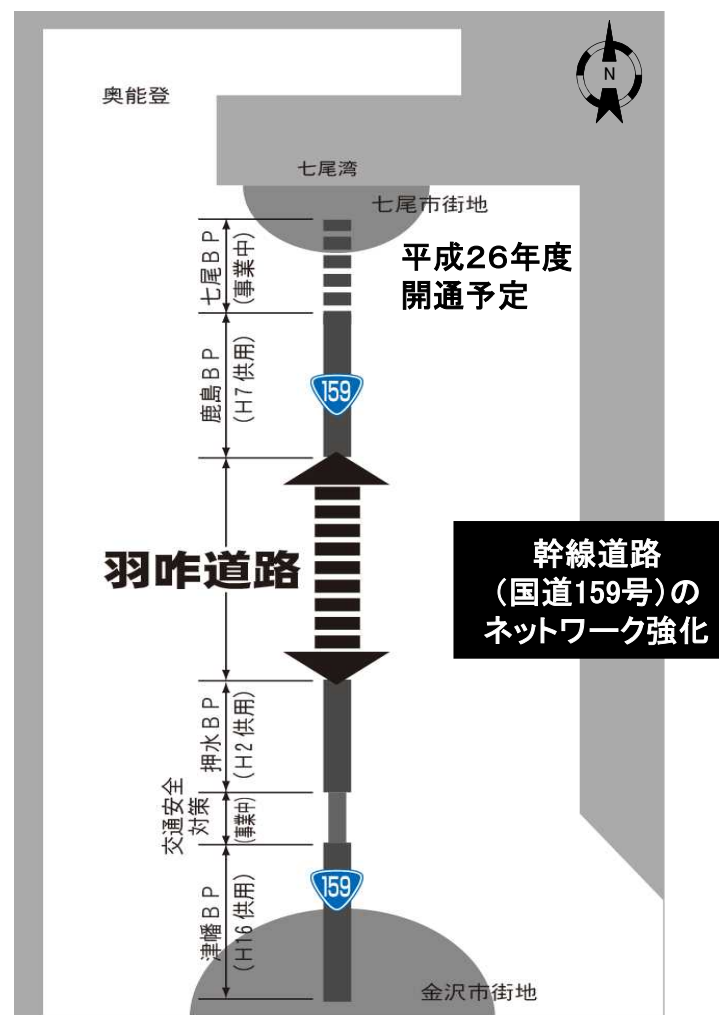 N
奥能登
七尾湾
七尾市街地
平成26年度
開通予定
七尾BP
(事業中)
鹿島BP
(H7供用)
159
羽咋道路
幹線道路
(国道159号)の
ネットワーク強化
押水BP
(H2供用)
交通安全
対策
(事業中)
津幡BP
(H16供用)
159
金沢市街地